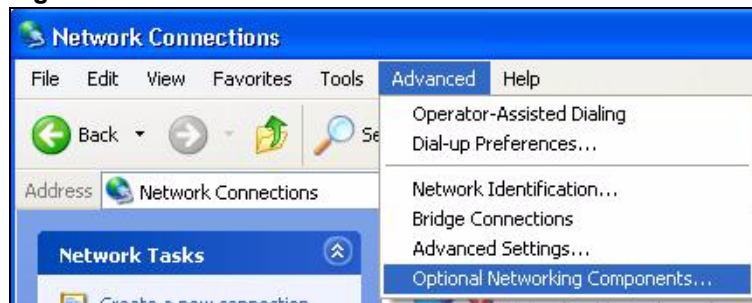 Network Connections
File Edit View Favorites Tools Advanced Help
Back
Operator-Assisted Dialing
Dial-up Preferences...
Address Network Connections
Network Identification...
Bridge Connections
Network Tasks
Advanced Settings...
Optional Networking Components...